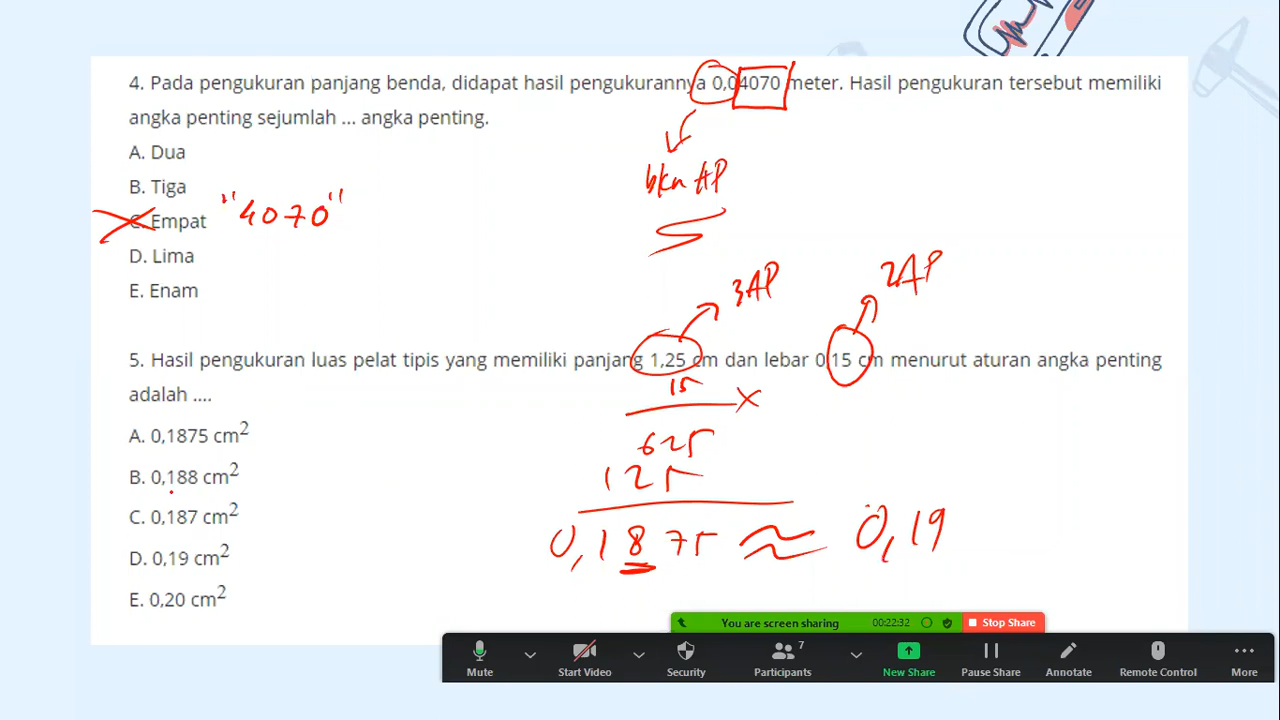 4. Pada pengukuran panjang benda, didapat hasil pengukurannya 0,04070 meter. Hasil pengukuran tersebut memiliki
angka penting sejumlah ... angka penting.
A. Dua
B. Tiga
C. Empat "4070"
D. Lima
E. Enam
bkn AP
3AP
2AP
5. Hasil pengukuran luas pelat tipis yang memiliki panjang 1,25 cm dan lebar 0,15 cm menurut aturan angka penting
adalah ....
15 ×
625
125
0,1875 ≈ 0,19
A. 0,1875 cm²
B. 0,188 cm²
C. 0,187 cm²
D. 0,19 cm²
E. 0,20 cm²
You are screen sharing 00:22:32 Stop Share
Mute Start Video Security Participants 7 New Share Pause Share Annotate Remote Control More